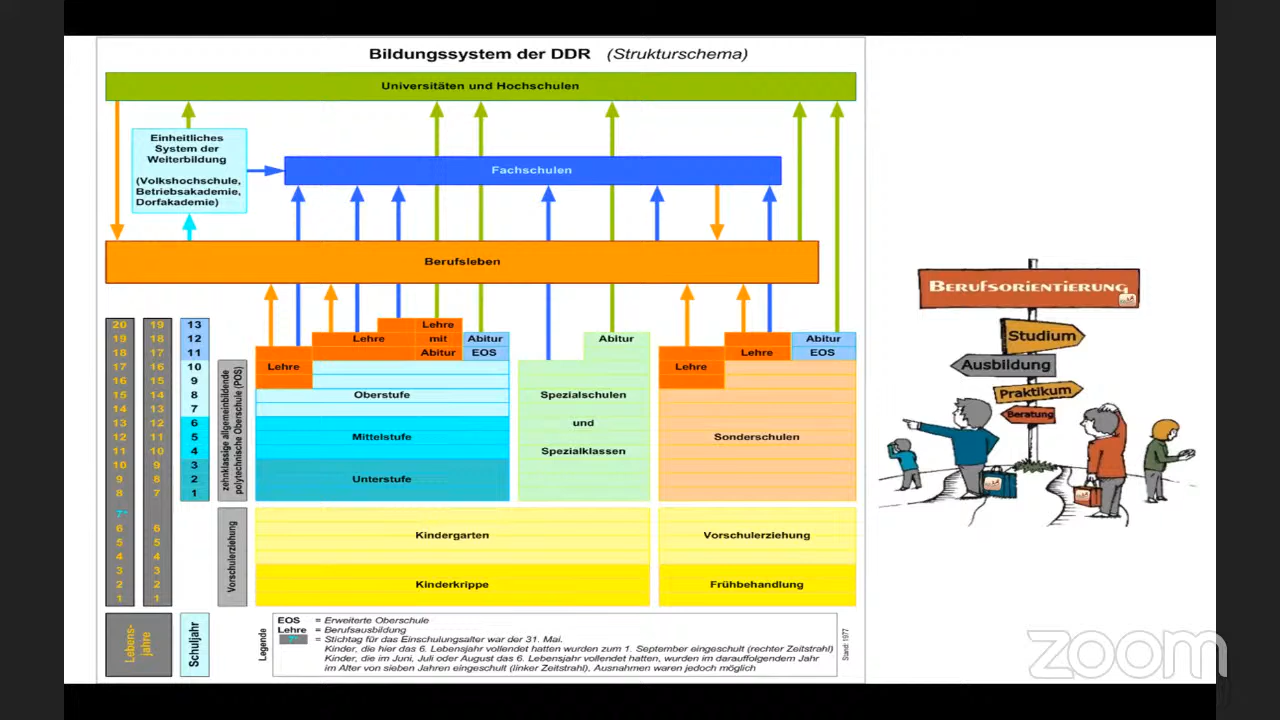 Bildungssystem der DDR (Strukturschema)
Universitäten und Hochschulen
Einheitliches
System der
Weiterbildung
(Volkshochschule,
Betriebsakademie,
Dorfakademie)
Fachschulen
Berufsleben
20 19 13
19 18 12
18 17 11
17 16 10
16 15 9
15 14 8
14 13 7
13 12 6
12 11 5
11 10 4
10 9 3
9 8 2
8 7 1
7*
6 6
5 5
4 4
3 3
2 2
1 1
zehnklassige allgemeinbildende
polytechnische Oberschule (POS)
Vorschulerziehung
Lehre
Lehre
Lehre
mit
Abitur
Abitur
EOS
Oberstufe
Mittelstufe
Unterstufe
Abitur
Spezialschulen
und
Spezialklassen
Lehre
Lehre
Abitur
EOS
Sonderschulen
Kindergarten
Kinderkrippe
Vorschulerziehung
Frühbehandlung
Lebens-
jahre
Schuljahr
Legende
EOS = Erweiterte Oberschule
Lehre = Berufsausbildung
7* = Stichtag für das Einschulungsalter war der 31. Mai.
Kinder, die hier das 6. Lebensjahr vollendet hatten wurden zum 1. September eingeschult (rechter Zeitstrahl)
Kinder, die im Juni, Juli oder August das 6. Lebensjahr vollendet hatten, wurden im darauffolgendem Jahr
im Alter von sieben Jahren eingeschult (linker Zeitstrahl), Ausnahmen waren jedoch möglich
Stand: 1977
BERUFSORIENTIERUNG
Studium
Ausbildung
Praktikum
Beratung
zoom